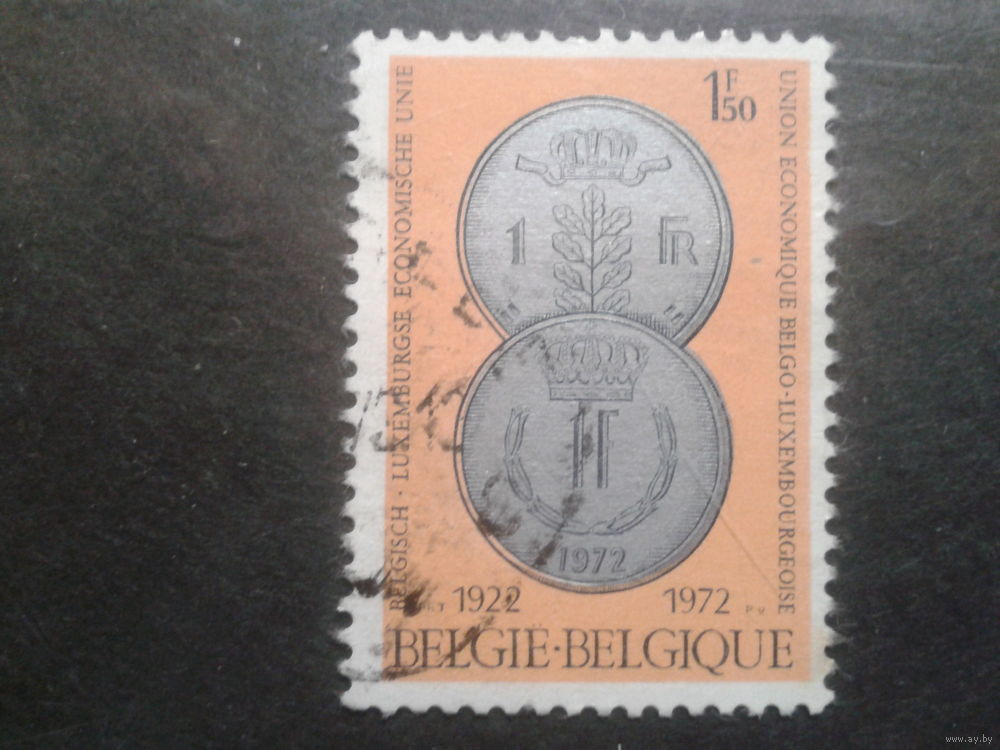 1F50
BELGISCH · LUXEMBURGSE ECONOMISCHE UNIE
UNION ECONOMIQUE BELGO-LUXEMBOURGEOISE
1 FR
1F
1972
1922 1972
BELGIË·BELGIQUE
www.ay.by